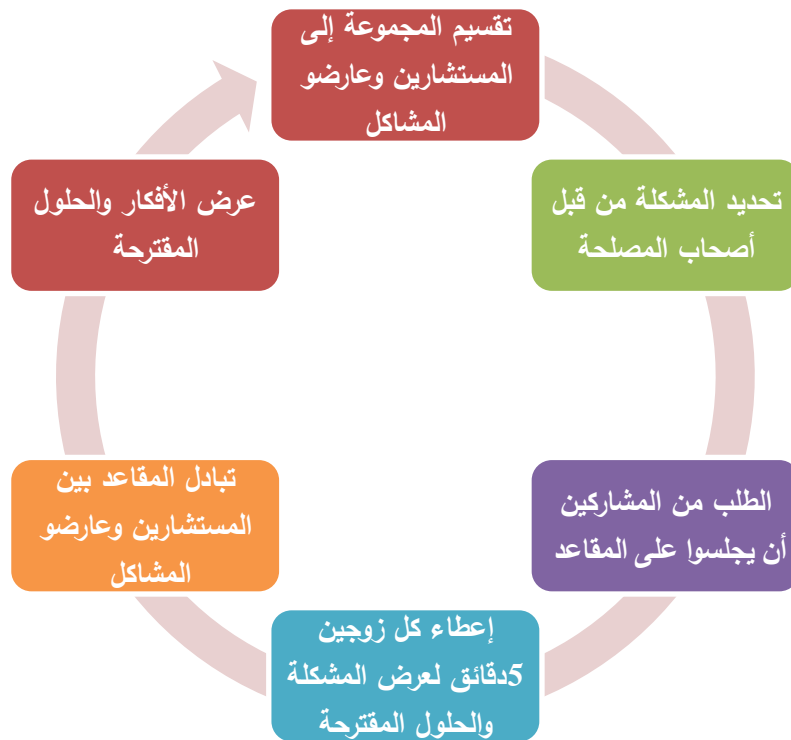 تقسيم المجموعة إلى
المستشارين وعارضو
المشاكل
تحديد المشكلة من قبل
أصحاب المصلحة
الطلب من المشاركين
أن يجلسوا على المقاعد
إعطاء كل زوجين
5دقائق لعرض المشكلة
والحلول المقترحة
تبادل المقاعد بين
المستشارين وعارضو
المشاكل
عرض الأفكار والحلول
المقترحة